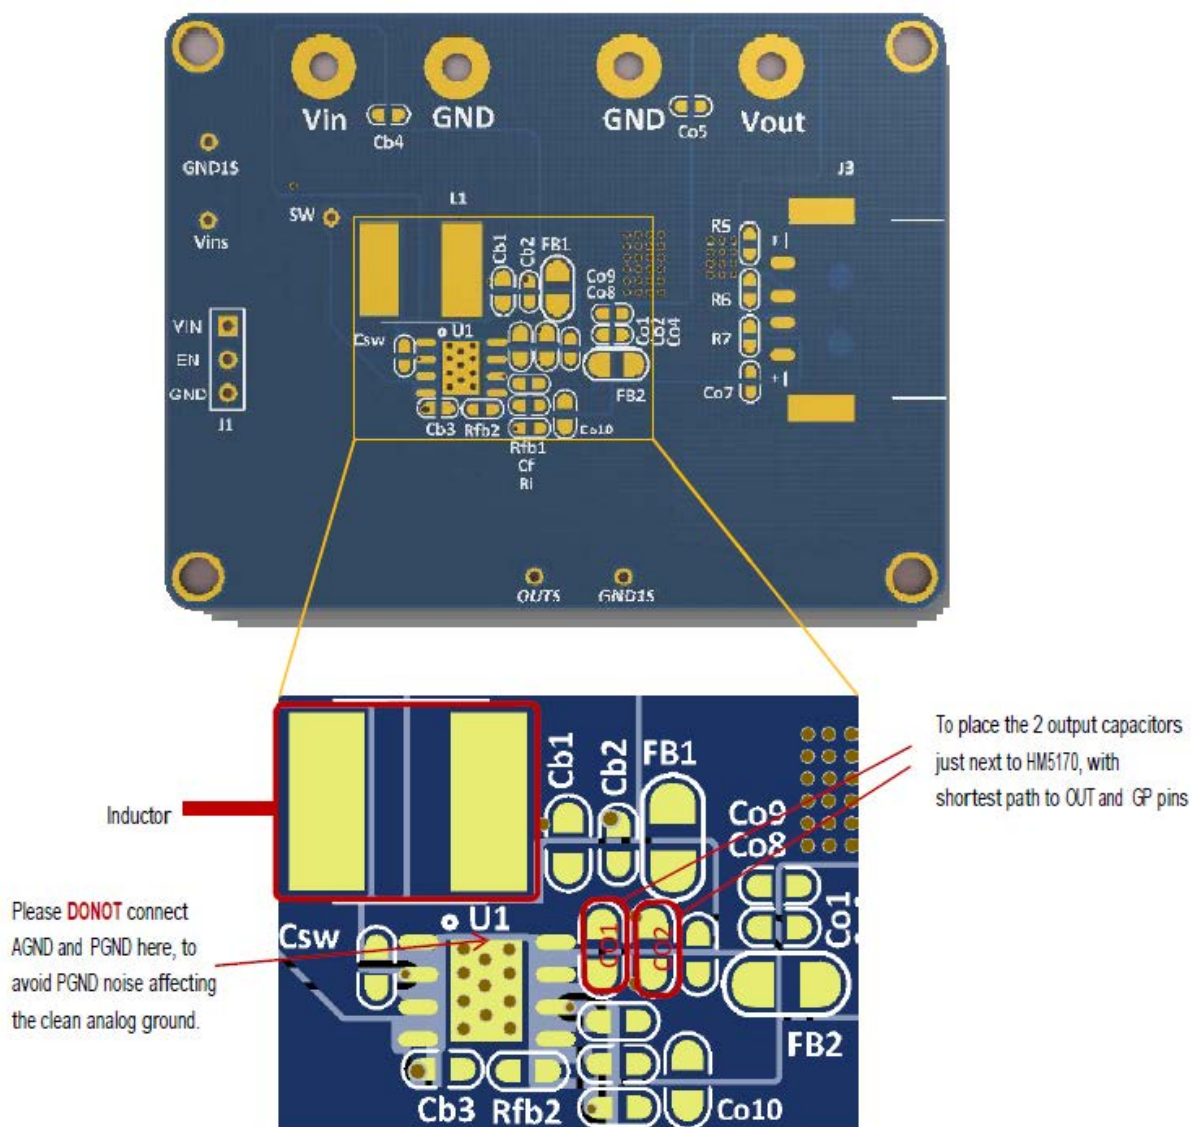 Vin
GND
GND
Vout
Cb4
Co5
GND1S
J3
SW
L1
Vins
R5
Cb1
Cb2
FB1
Co9
Co8
R6
VIN
EN
GND
J1
Csw
U1
Co1
Co2
Co4
R7
FB2
Co7
Cb3
Rfb2
Co10
Rfb1
Cf
Ri
OUTS
GND1S
Inductor
Cb1
Cb2
FB1
Co9
Co8
To place the 2 output capacitors
just next to HM5170, with
shortest path to OUT and GP pins
Please DONOT connect
AGND and PGND here, to
avoid PGND noise affecting
the clean analog ground.
Csw
U1
CO1
CO2
Co1
FB2
Cb3
Rfb2
Co10